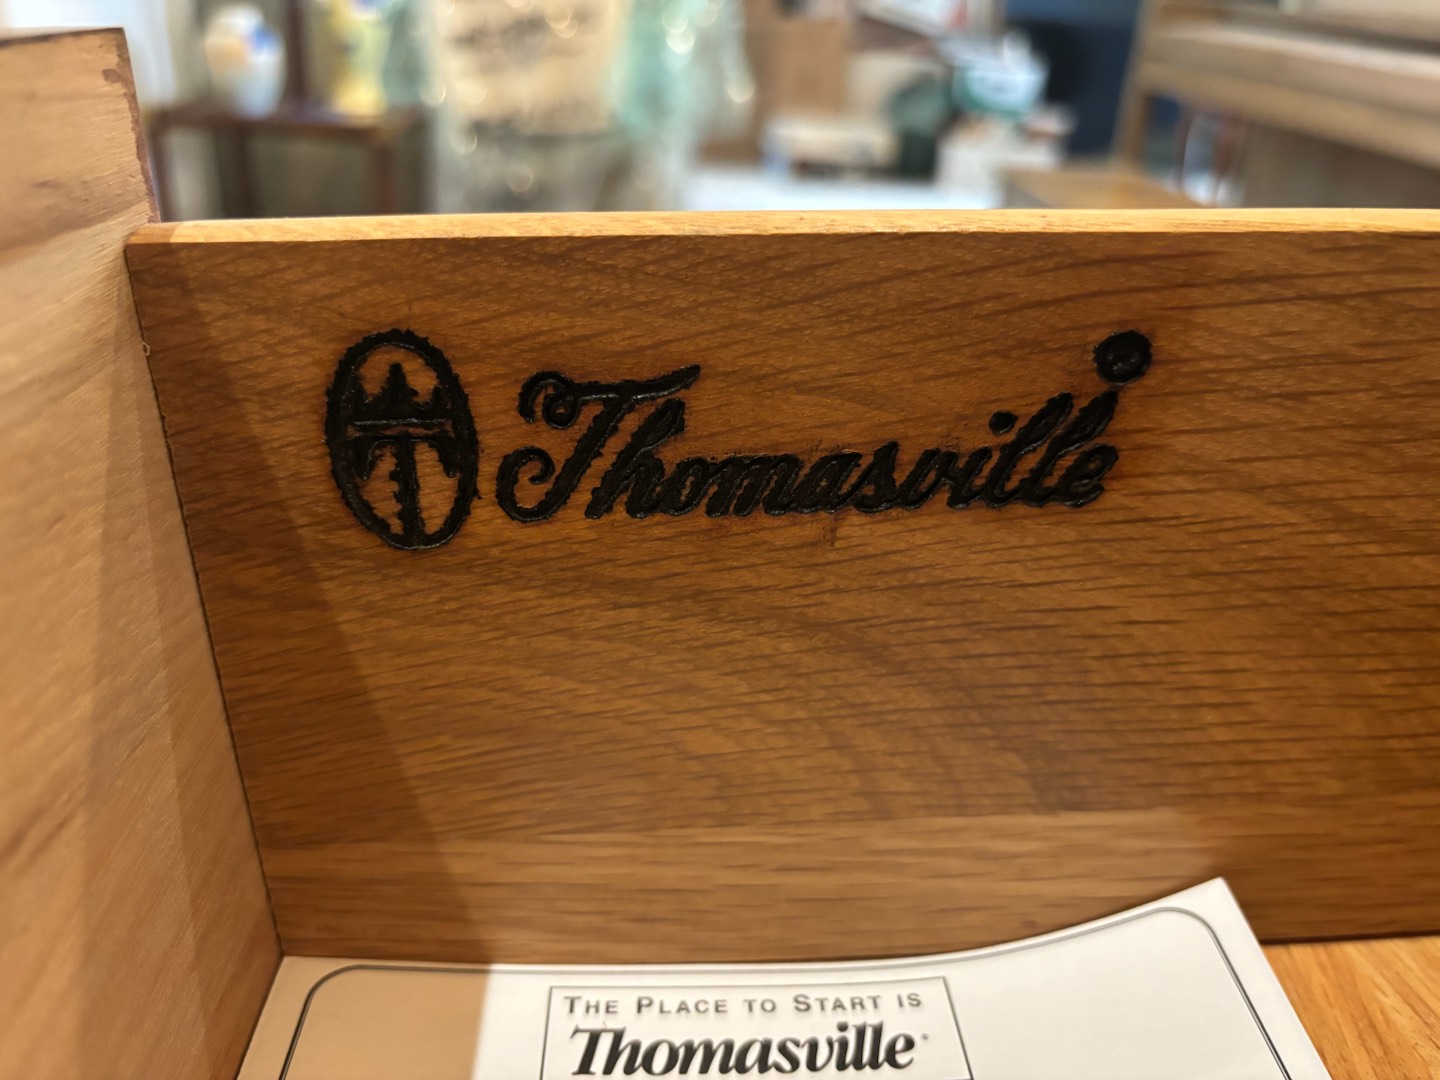 T Thomasville
THE PLACE TO START IS
Thomasville